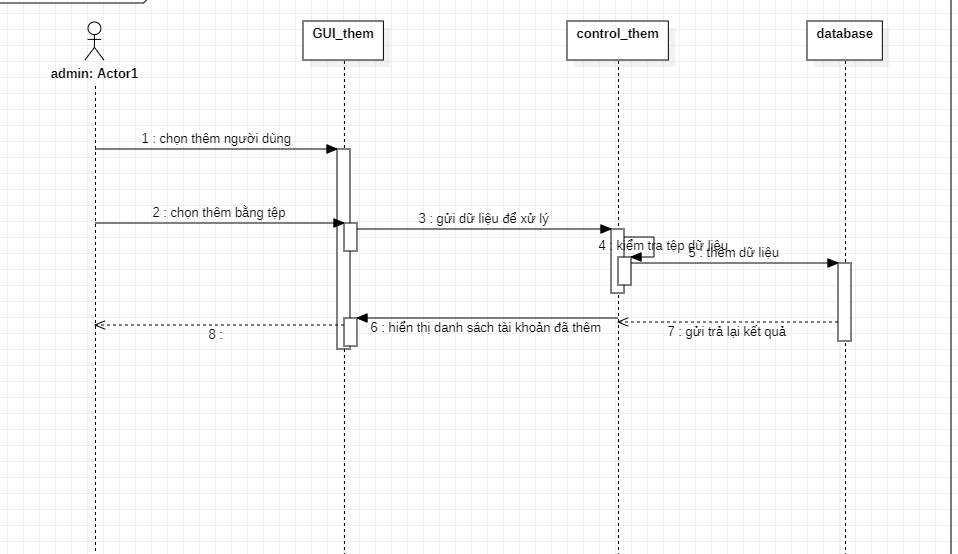 GUI_them
control_them
database
admin: Actor1
1 : chọn thêm người dùng
2 : chọn thêm bằng tệp
3 : gửi dữ liệu để xử lý
4 : kiểm tra tệp dữ liệu
5 : thêm dữ liệu
6 : hiển thị danh sách tài khoản đã thêm
7 : gửi trả lại kết quả
8 :